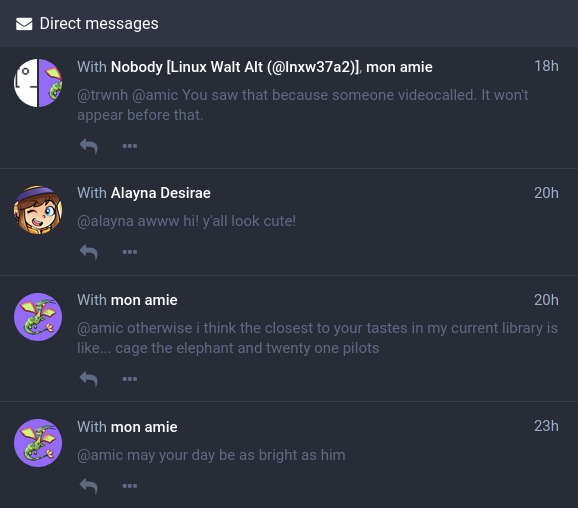 Direct messages
With Nobody [Linux Walt Alt (@lnxw37a2)], mon amie 18h
@trwnh @amic You saw that because someone videocalled. It won't
appear before that.
With Alayna Desirae 20h
@alayna awww hi! y'all look cute!
With mon amie 20h
@amic otherwise i think the closest to your tastes in my current library is
like... cage the elephant and twenty one pilots
With mon amie 23h
@amic may your day be as bright as him